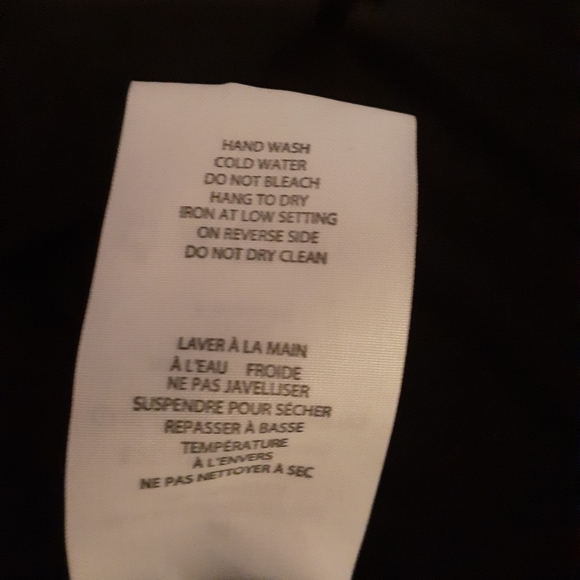 HAND WASH
COLD WATER
DO NOT BLEACH
HANG TO DRY
IRON AT LOW SETTING
ON REVERSE SIDE
DO NOT DRY CLEAN
LAVER À LA MAIN
À L'EAU FROIDE
NE PAS JAVELLISER
SUSPENDRE POUR SÉCHER
REPASSER À BASSE
TEMPÉRATURE
À L'ENVERS
NE PAS NETTOYER À SEC